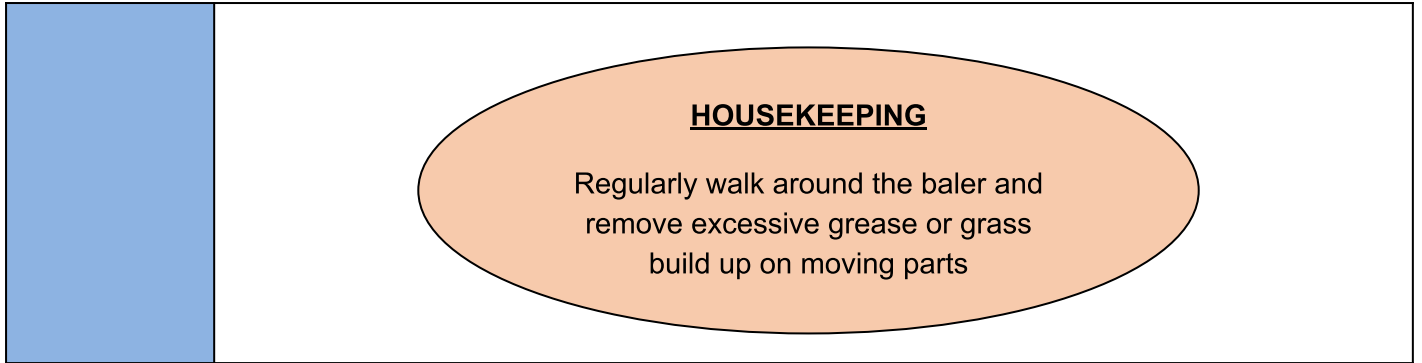 HOUSEKEEPING
Regularly walk around the baler and
remove excessive grease or grass
build up on moving parts